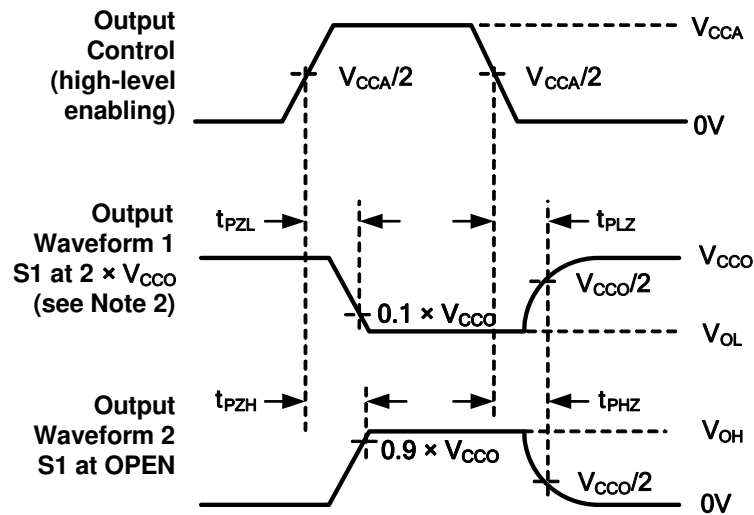 Output
Control
(high-level
enabling)
V_CCA
V_CCA/2
V_CCA/2
0V
Output
Waveform 1
S1 at 2 × V_CCO
(see Note 2)
t_PZL
t_PLZ
V_CCO
V_CCO/2
0.1 × V_CCO
V_OL
Output
Waveform 2
S1 at OPEN
t_PZH
t_PHZ
V_OH
0.9 × V_CCO
V_CCO/2
0V